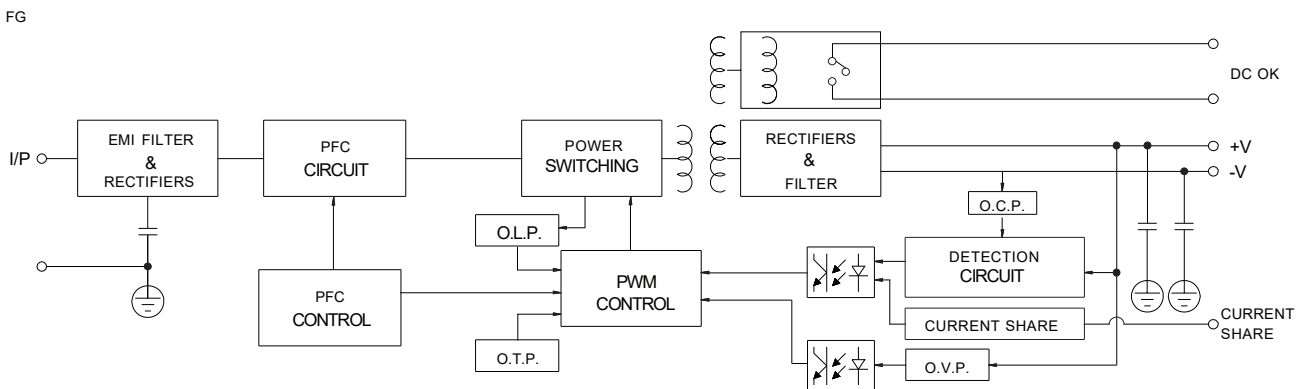 FG
DC OK
I/P
EMI FILTER
&
RECTIFIERS
PFC
CIRCUIT
POWER
SWITCHING
RECTIFIERS
&
FILTER
+V
-V
O.C.P.
O.L.P.
DETECTION
CIRCUIT
PWM
CONTROL
PFC
CONTROL
CURRENT SHARE
CURRENT
SHARE
O.T.P.
O.V.P.